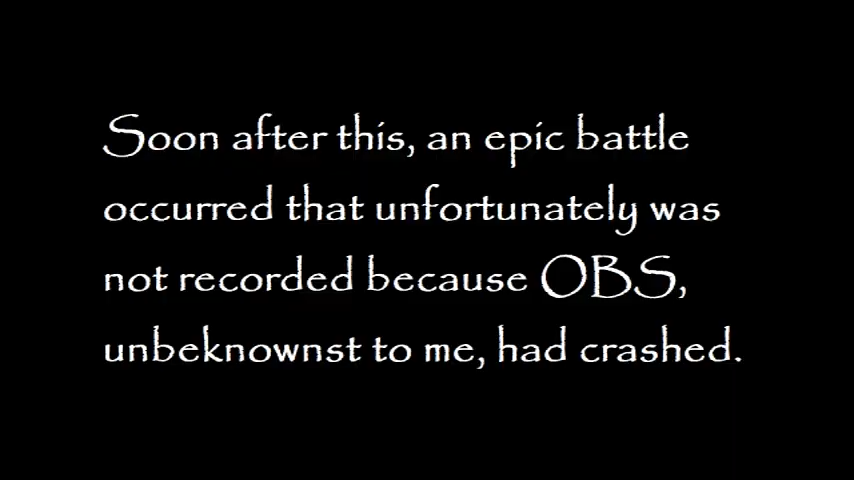 Soon after this, an epic battle
occurred that unfortunately was
not recorded because OBS,
unbeknownst to me, had crashed.